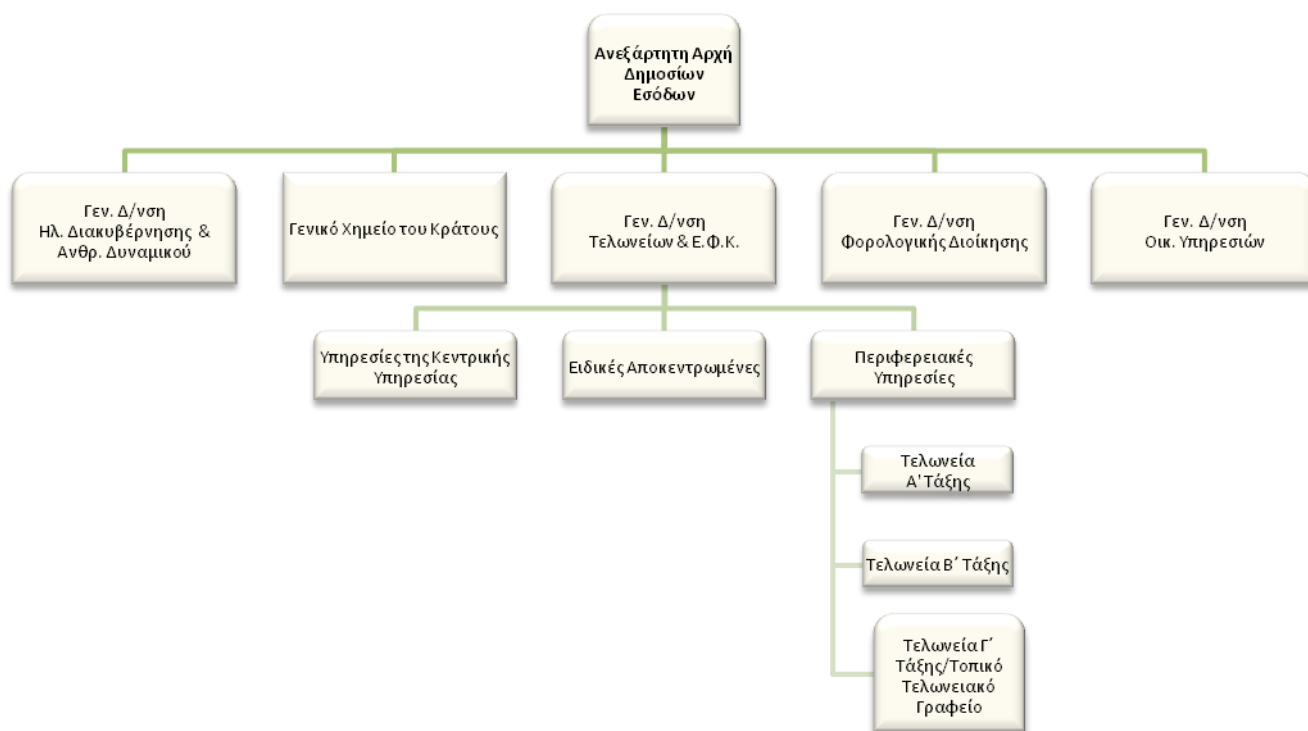 Ανεξάρτητη Αρχή
Δημοσίων
Εσόδων
Γεν. Δ/νση
Ηλ. Διακυβέρνησης &
Ανθρ. Δυναμικού
Γενικό Χημείο του Κράτους
Γεν. Δ/νση
Τελωνείων & Ε.Φ.Κ.
Γεν. Δ/νση
Φορολογικής Διοίκησης
Γεν. Δ/νση
Οικ. Υπηρεσιών
Υπηρεσίες της Κεντρικής
Υπηρεσίας
Ειδικές Αποκεντρωμένες
Περιφερειακές
Υπηρεσίες
Τελωνεία
Α' Τάξης
Τελωνεία Β΄ Τάξης
Τελωνεία Γ΄
Τάξης/Τοπικό
Τελωνειακό
Γραφείο